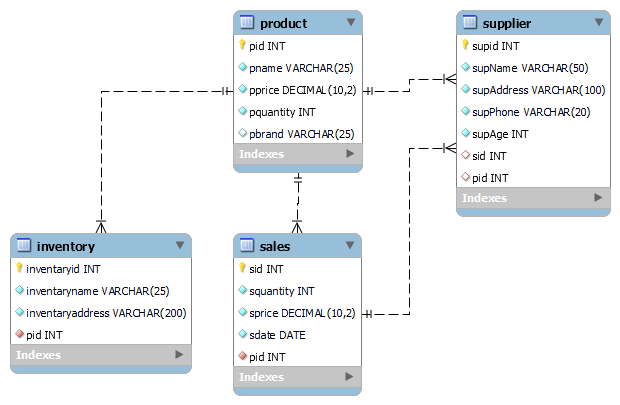 product
pid INT
pname VARCHAR(25)
pprice DECIMAL(10,2)
pquantity INT
pbrand VARCHAR(25)
Indexes
supplier
supid INT
supName VARCHAR(50)
supAddress VARCHAR(100)
supPhone VARCHAR(20)
supAge INT
sid INT
pid INT
Indexes
inventory
inventaryid INT
inventaryname VARCHAR(25)
inventaryaddress VARCHAR(200)
pid INT
Indexes
sales
sid INT
squantity INT
sprice DECIMAL(10,2)
sdate DATE
pid INT
Indexes